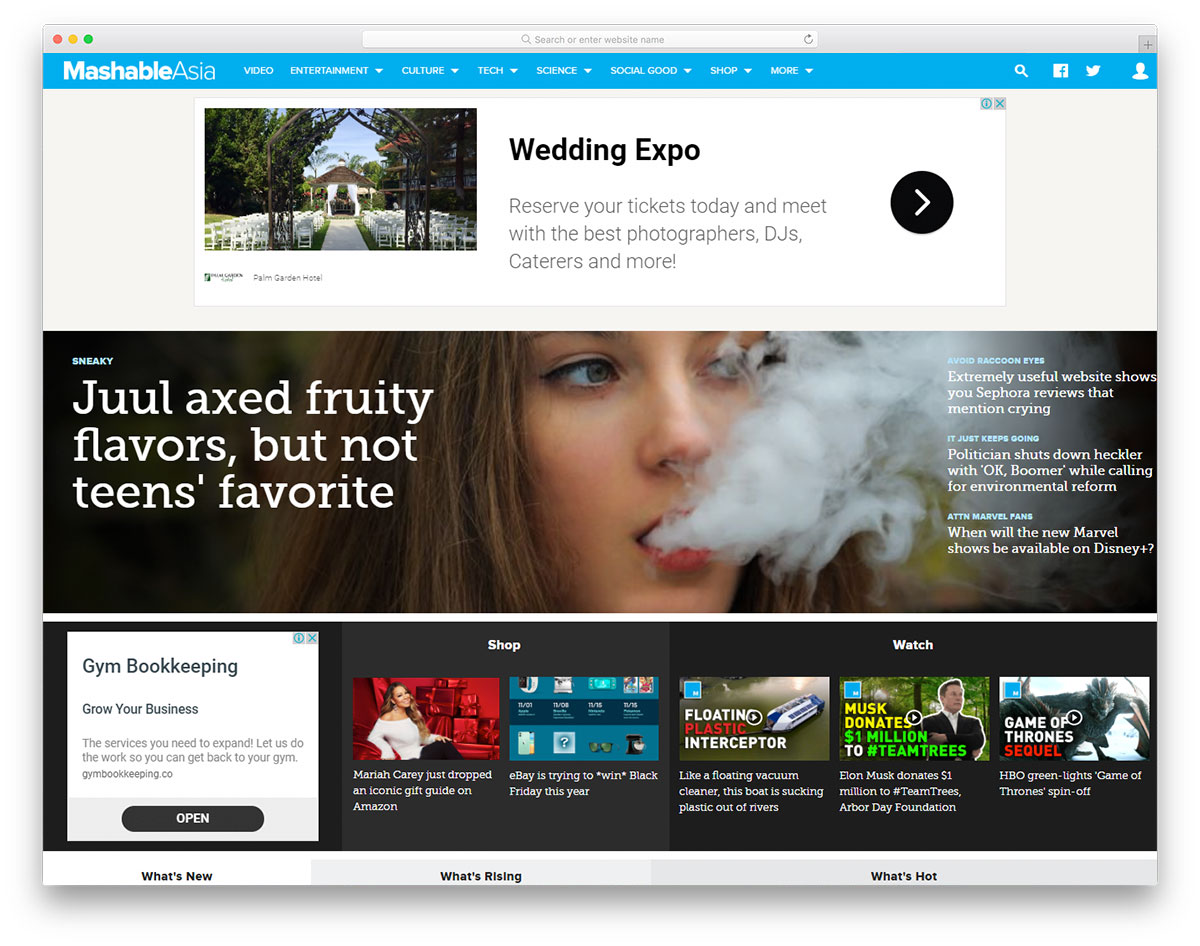 Search or enter website name
MashableAsia
VIDEO
ENTERTAINMENT
CULTURE
TECH
SCIENCE
SOCIAL GOOD
SHOP
MORE
Wedding Expo
Reserve your tickets today and meet
with the best photographers, DJs,
Caterers and more!
PALM GARDEN
Palm Garden Hotel
SNEAKY
Juul axed fruity
flavors, but not
teens' favorite
AVOID RACCOON EYES
Extremely useful website shows
you Sephora reviews that
mention crying
IT JUST KEEPS GOING
Politician shuts down heckler
with 'OK, Boomer' while calling
for environmental reform
ATTN MARVEL FANS
When will the new Marvel
shows be available on Disney+?
Gym Bookkeeping
Grow Your Business
The services you need to expand! Let us do
the work so you can get back to your gym.
gymbookkeeping.co
OPEN
Shop
Mariah Carey just dropped
an iconic gift guide on
Amazon
11/01
11/08
11/15
11/15
eBay is trying to *win* Black
Friday this year
Watch
FLOATING
PLASTIC
INTERCEPTOR
Like a floating vacuum
cleaner, this boat is sucking
plastic out of rivers
MUSK
DONATES
$1 MILLION
TO #TEAMTREES
Elon Musk donates $1
million to #TeamTrees,
Arbor Day Foundation
GAME OF
THRONES
SEQUEL
HBO green-lights 'Game of
Thrones' spin-off
What's New
What's Rising
What's Hot